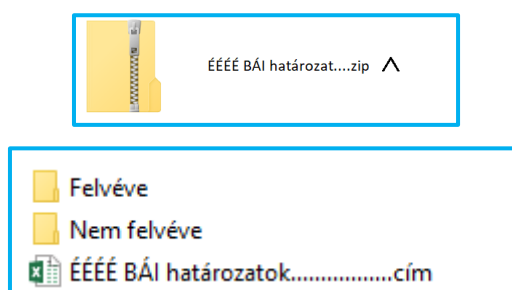 ÉÉÉÉ BÁI határozat....zip
Felvéve
Nem felvéve
ÉÉÉÉ BÁI határozatok.................cím